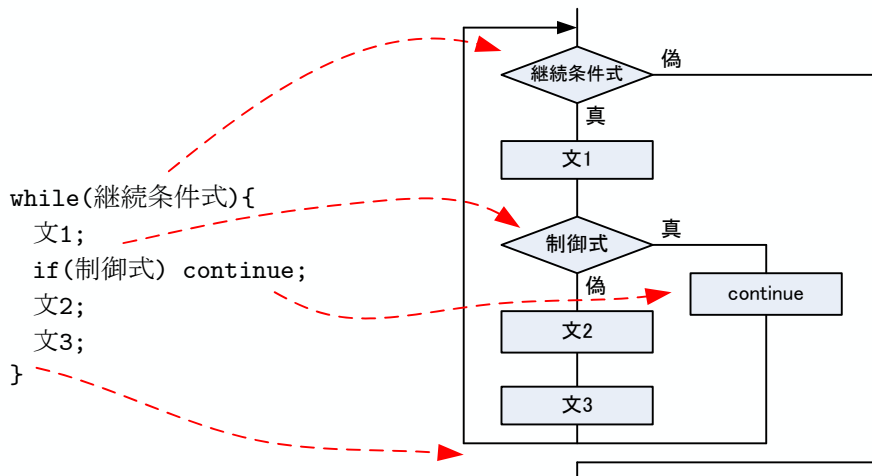 while(継続条件式){
文1;
if(制御式) continue;
文2;
文3;
}
継続条件式
偽
真
文1
制御式
真
偽
continue
文2
文3